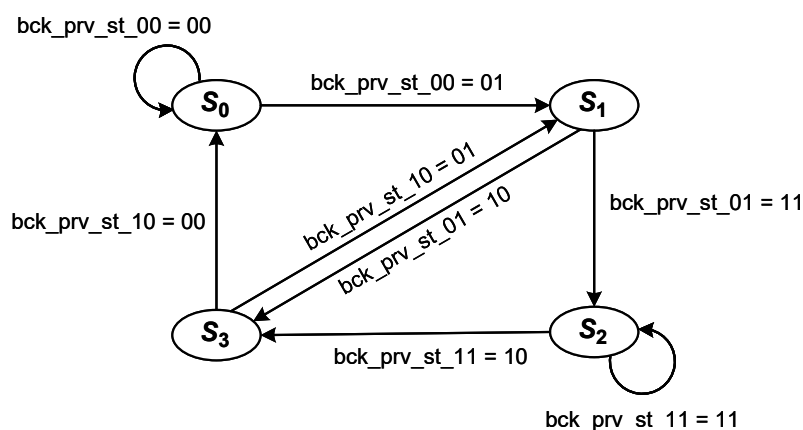 bck_prv_st_00 = 00
S0
bck_prv_st_00 = 01
S1
bck_prv_st_10 = 01
bck_prv_st_01 = 10
bck_prv_st_10 = 00
bck_prv_st_01 = 11
S3
bck_prv_st_11 = 10
S2
bck_prv_st_11 = 11